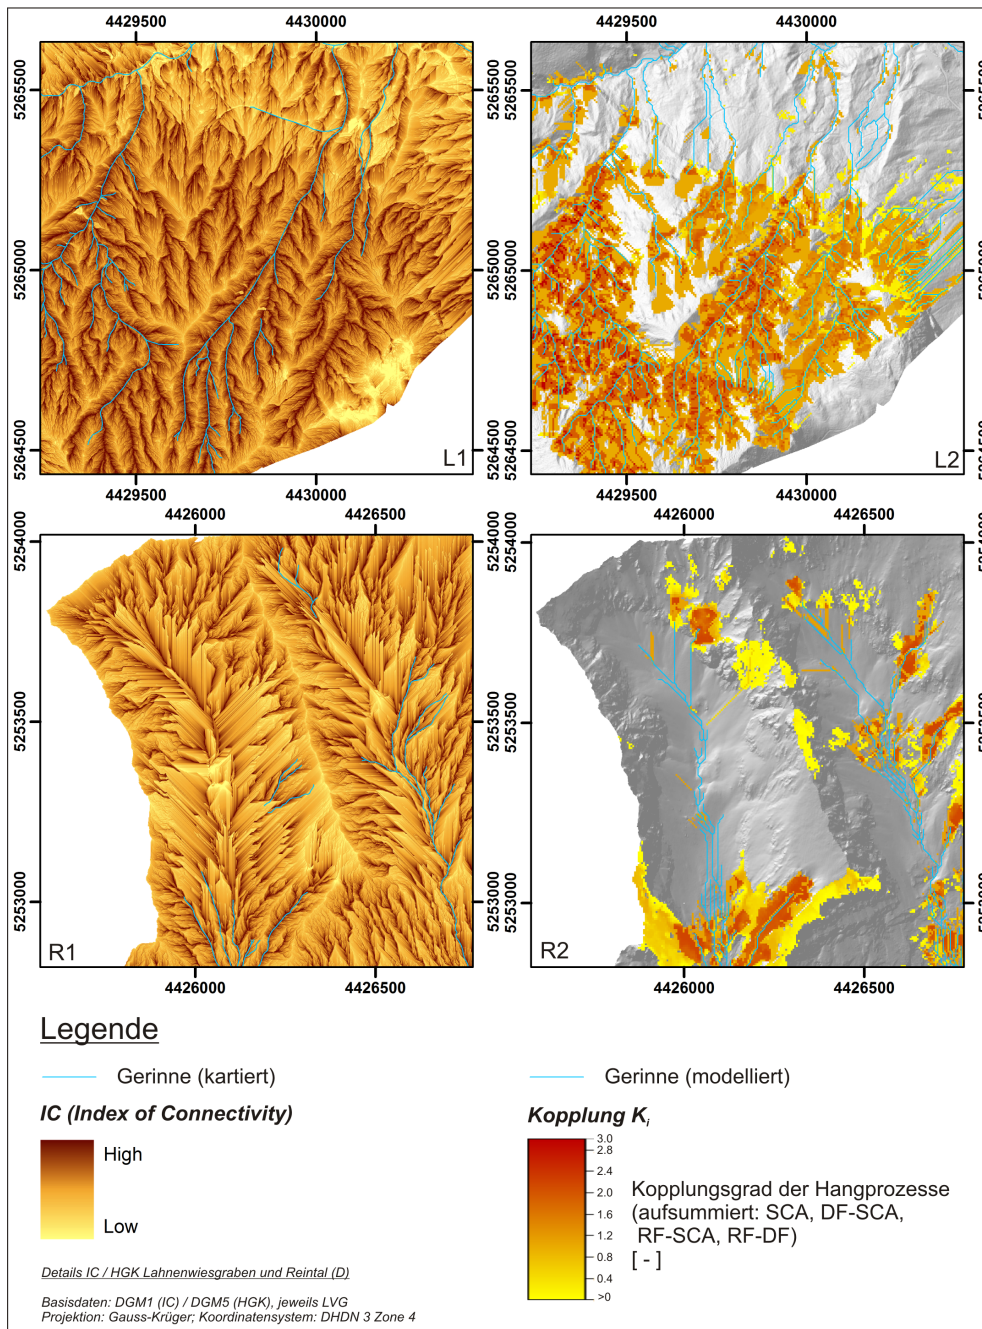 4429500 4430000
4429500 4430000
5265500
5265000
5264500
5265500
5265000
5264500
L1
L2
4429500 4430000
4429500 4430000
4426000 4426500
4426000 4426500
5254000
5253500
5253000
5254000
5253500
5253000
R1
R2
4426000 4426500
4426000 4426500
Legende
Gerinne (kartiert)
Gerinne (modelliert)
IC (Index of Connectivity)
High
Low
Kopplung Ki
3.0
2.8
2.4
2.0
1.6
1.2
0.8
0.4
>0
Kopplungsgrad der Hangprozesse
(aufsummiert: SCA, DF-SCA,
RF-SCA, RF-DF)
[ - ]
Details IC / HGK Lahnenwiesgraben und Reintal (D)
Basisdaten: DGM1 (IC) / DGM5 (HGK), jeweils LVG
Projektion: Gauss-Krüger; Koordinatensystem: DHDN 3 Zone 4